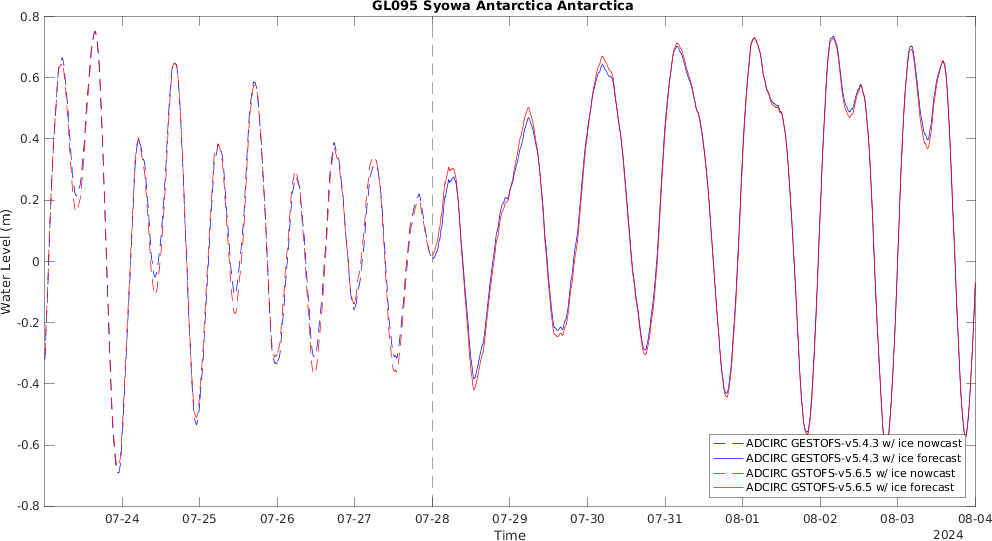 GL095 Syowa Antarctica Antarctica
Water Level (m)
0.8
0.6
0.4
0.2
0
-0.2
-0.4
-0.6
-0.8
ADCIRC GESTOFS-v5.4.3 w/ ice nowcast
ADCIRC GESTOFS-v5.4.3 w/ ice forecast
ADCIRC GSTOFS-v5.6.5 w/ ice nowcast
ADCIRC GSTOFS-v5.6.5 w/ ice forecast
07-24 07-25 07-26 07-27 07-28 07-29 07-30 07-31 08-01 08-02 08-03 08-04
Time
2024